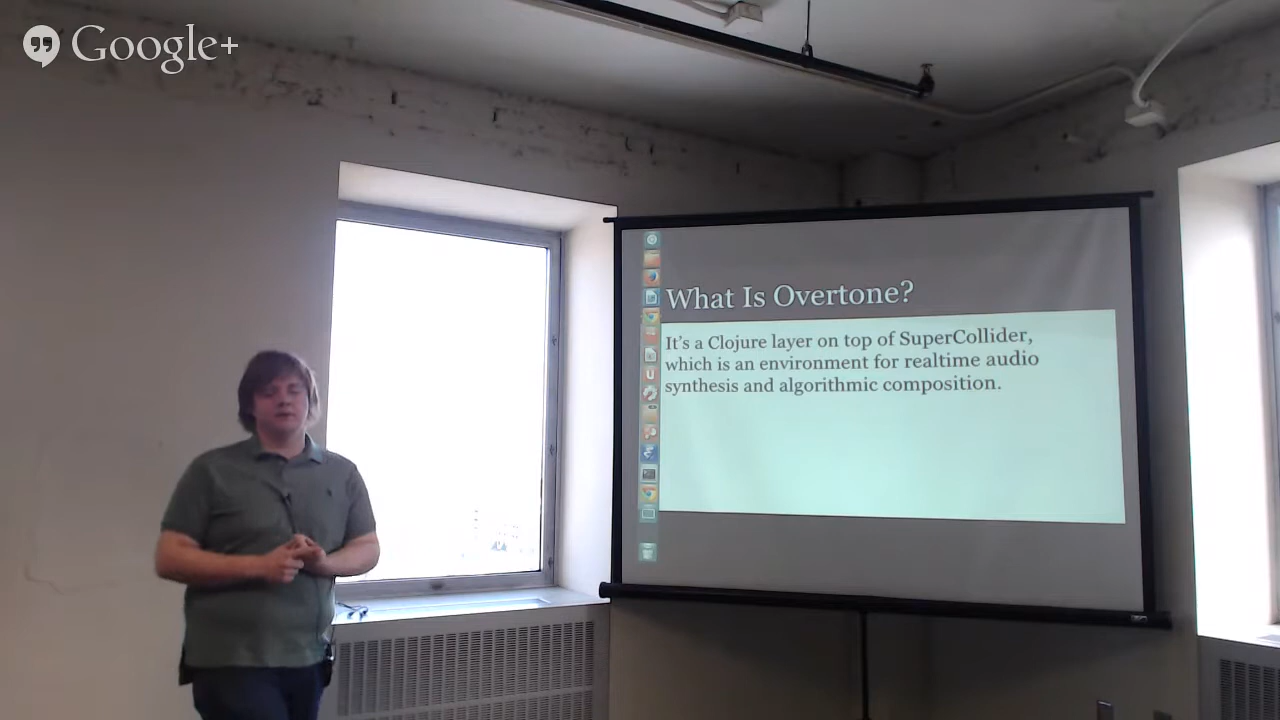 Google+
What Is Overtone?
It's a Clojure layer on top of SuperCollider,
which is an environment for realtime audio
synthesis and algorithmic composition.